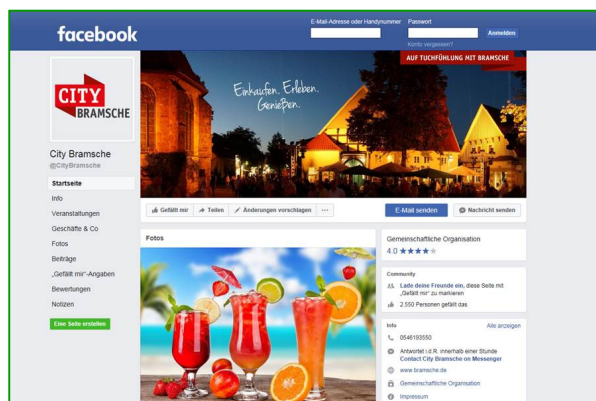 facebook
E-Mail-Adresse oder Handynummer
Passwort
Anmelden
Konto vergessen?
CITY
BRAMSCHE
AUF TUCHFÜHLUNG MIT BRAMSCHE
Einkaufen. Erleben.
Genießen.
City Bramsche
@CityBramsche
Startseite
Info
Veranstaltungen
Geschäfte & Co
Fotos
Beiträge
„Gefällt mir“-Angaben
Bewertungen
Notizen
Eine Seite erstellen
Gefällt mir
Teilen
Änderungen vorschlagen
E-Mail senden
Nachricht senden
Fotos
Gemeinschaftliche Organisation
4.0 ★★★★★
Community
Lade deine Freunde ein, diese Seite mit
„Gefällt mir“ zu markieren
2.550 Personen gefällt das
Info
Alle anzeigen
0546193550
Antwortet i.d.R. innerhalb einer Stunde
Contact City Bramsche on Messenger
www.bramsche.de
Gemeinschaftliche Organisation
Impressum